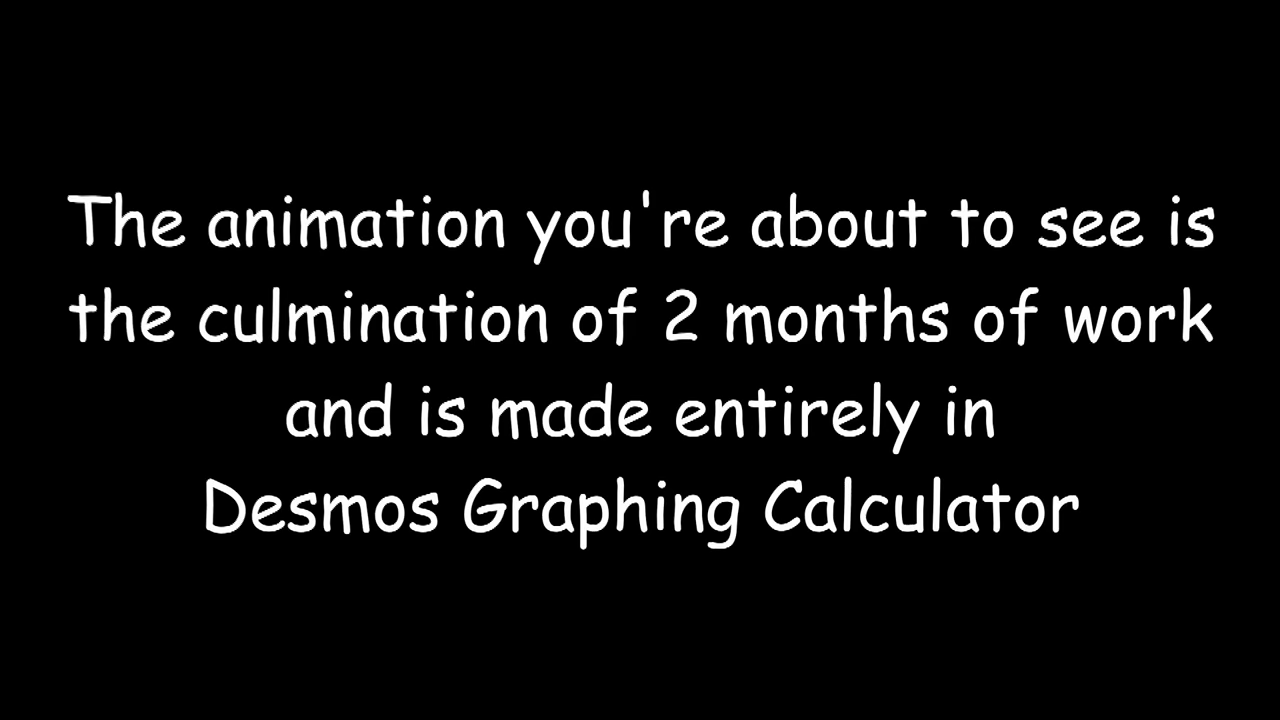 The animation you're about to see is
the culmination of 2 months of work
and is made entirely in
Desmos Graphing Calculator